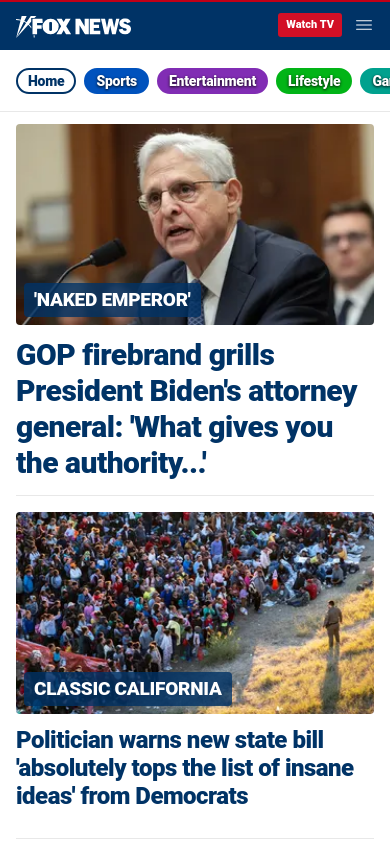 FOX NEWS
Watch TV
Home
Sports
Entertainment
Lifestyle
'NAKED EMPEROR'
GOP firebrand grills
President Biden's attorney
general: 'What gives you
the authority...'
CLASSIC CALIFORNIA
Politician warns new state bill
'absolutely tops the list of insane
ideas' from Democrats